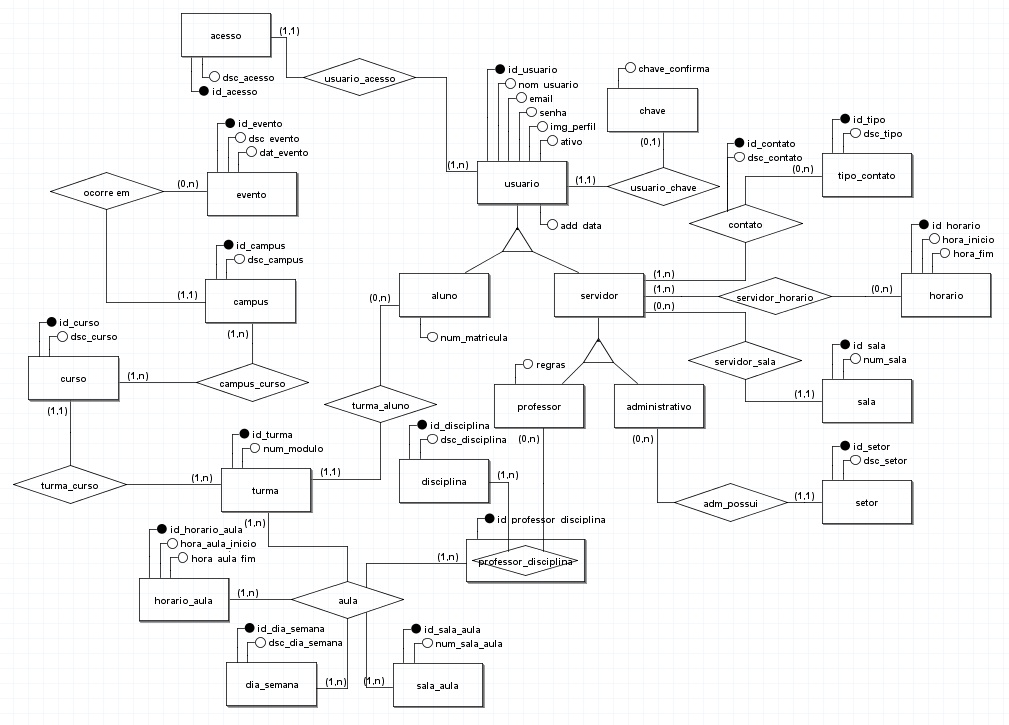 acesso
(1,1)
dsc_acesso
id_acesso
usuario_acesso
id_usuario
nom_usuario
email
senha
img_perfil
ativo
(1,n)
usuario
(1,1)
add_data
chave_confirma
chave
(0,1)
usuario_chave
id_contato
dsc_contato
contato
(0,n)
id_tipo
dsc_tipo
tipo_contato
id_evento
dsc_evento
dat_evento
ocorre em
(0,n)
evento
id_campus
dsc_campus
(1,1)
campus
(1,n)
id_curso
dsc_curso
curso
(1,n)
campus_curso
(1,1)
aluno
(0,n)
num_matricula
servidor
(1,n)
(1,n)
(0,n)
servidor_horario
(0,n)
id_horario
hora_inicio
hora_fim
horario
servidor_sala
id_sala
num_sala
(1,1)
sala
regras
professor
(0,n)
administrativo
(0,n)
turma_aluno
id_disciplina
dsc_disciplina
disciplina
(1,n)
id_turma
num_modulo
turma_curso
(1,n)
turma
(1,1)
(1,n)
adm_possui
(1,1)
id_setor
dsc_setor
setor
id_professor_disciplina
professor_disciplina
(1,n)
id_horario_aula
hora_aula_inicio
hora_aula_fim
horario_aula
(1,n)
aula
id_dia_semana
dsc_dia_semana
dia_semana
(1,n)
id_sala_aula
num_sala_aula
(1,n)
sala_aula